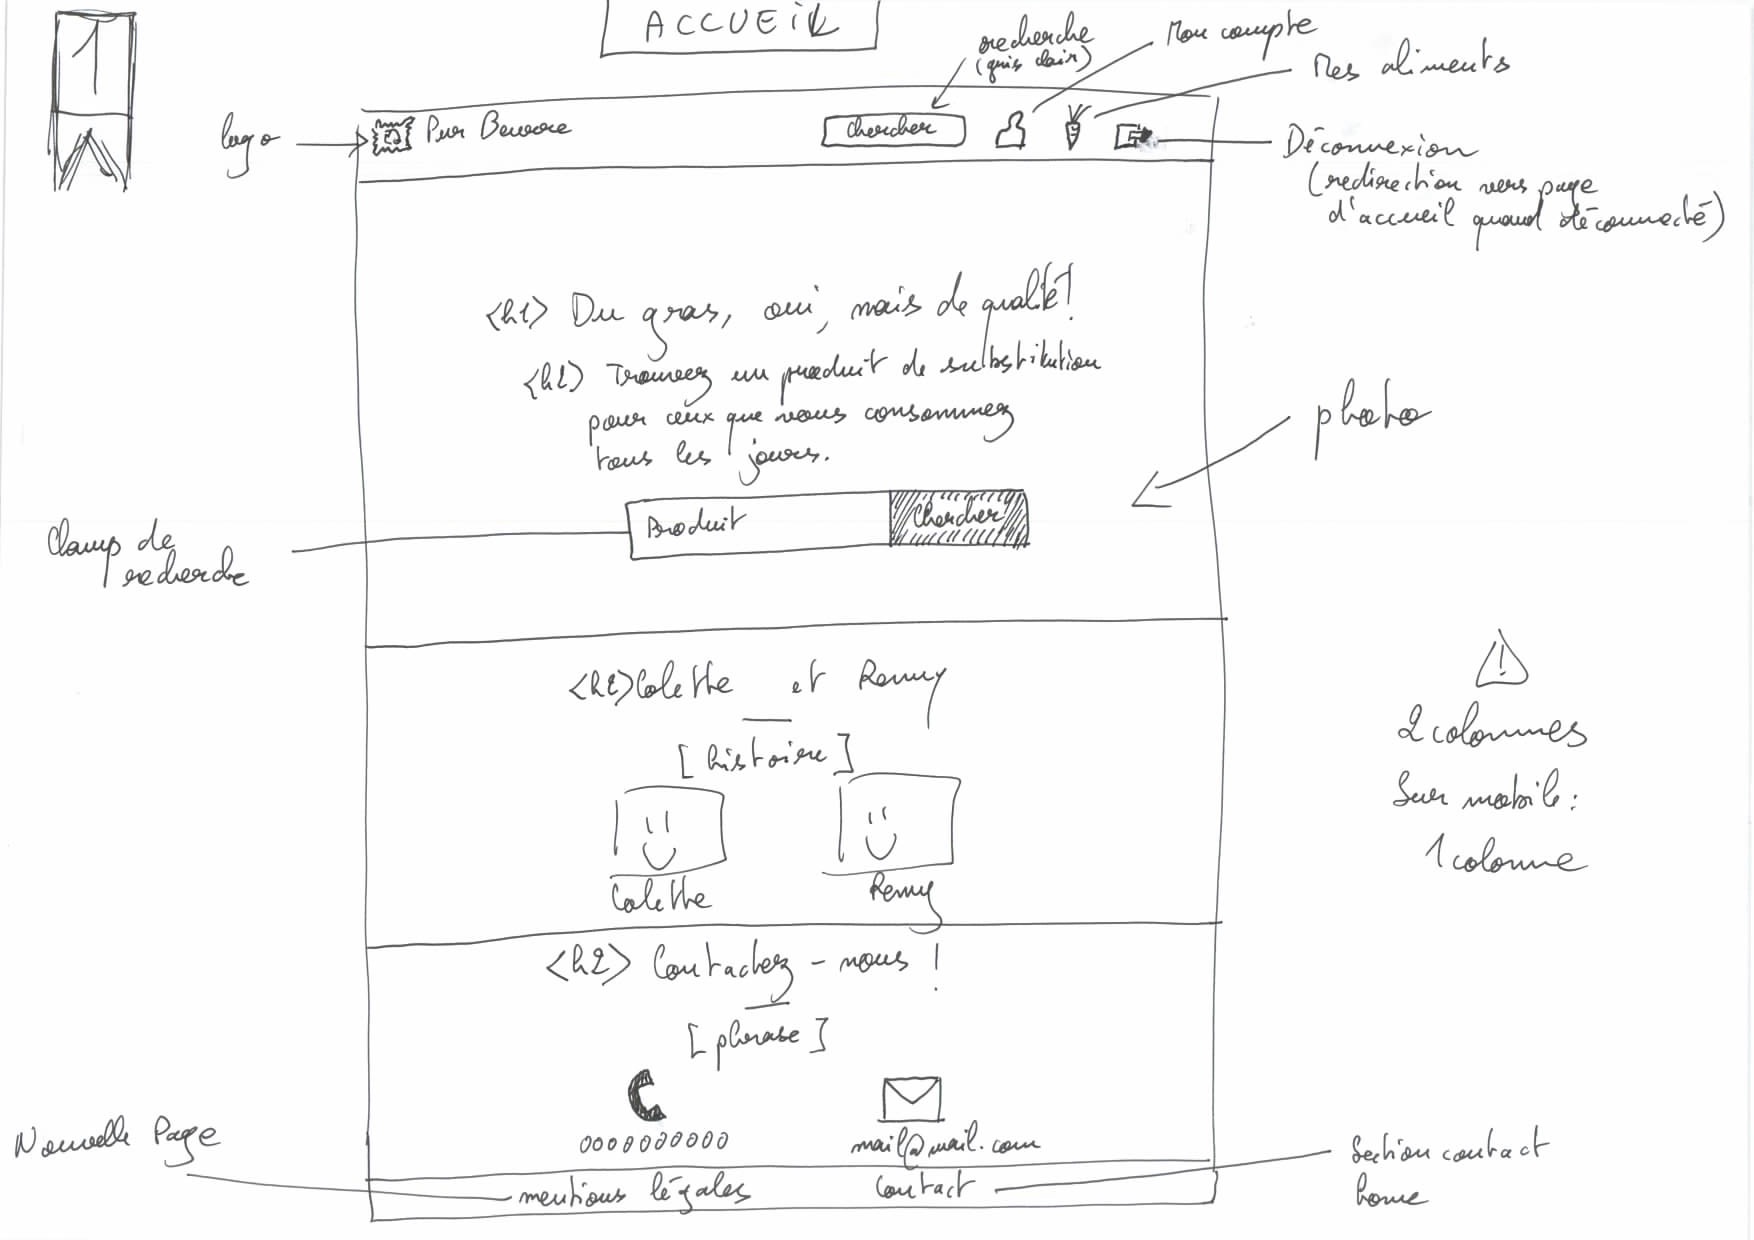 1
ACCUEIL
recherche
(gris clair)
Mon compte
Mes aliments
logo
Pur Beurre
Chercher
Déconnexion
(redirection vers page
d'accueil quand déconnecté)
<h1> Du gras, oui, mais de qualité!
<h2> Trouvez un produit de substitution
pour ceux que vous consommez
tous les jours.
photo
Champ de
recherche
Produit
Chercher
<h2> Colette et Remy
[histoire]
Colette
Remy
!
2 colonnes
Sur mobile:
1 colonne
<h2> Contactez-nous!
[phrase]
0000000000
mail@mail.com
Nouvelle Page
mentions légales
Contact
Section contact
home